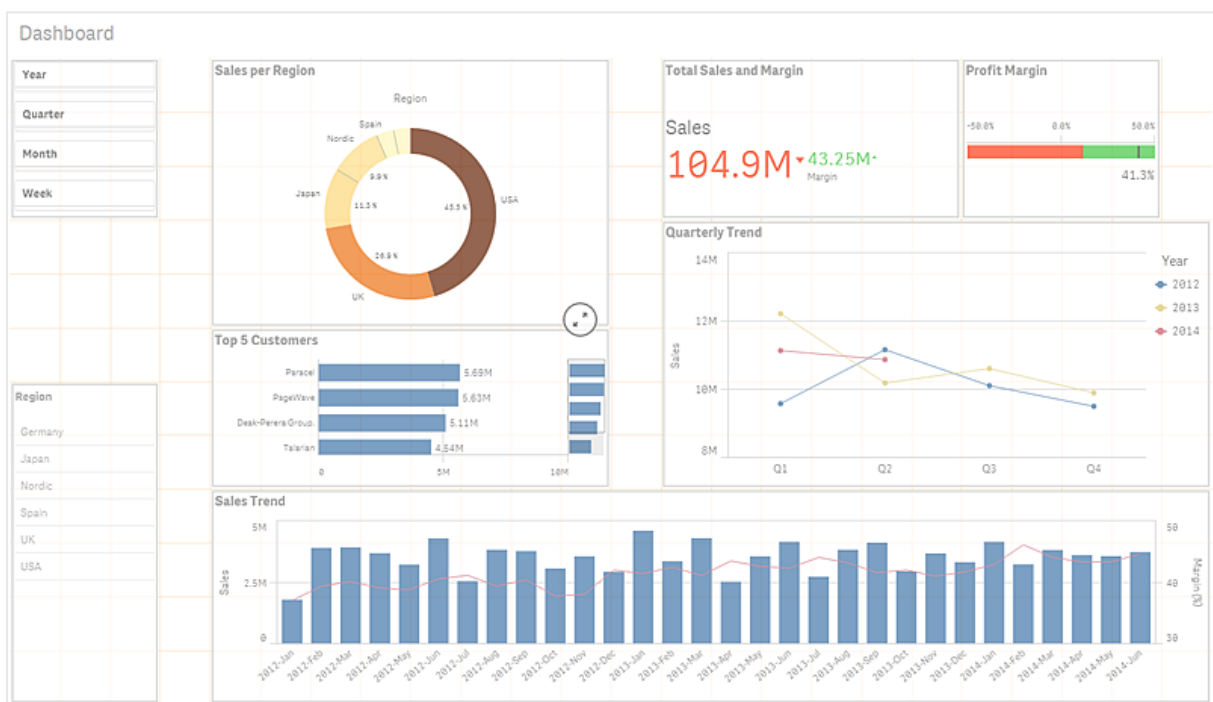 Dashboard
Year
Quarter
Month
Week
Region
Germany
Japan
Nordic
Spain
UK
USA
Sales per Region
Region
Spain
Nordic
9.9%
Japan
11.3%
45.5%
USA
26.9%
UK
Top 5 Customers
Paracel 5.69M
PageWave 5.63M
Deak-Perera Group. 5.11M
Talarian 4.54M
0 5M 10M
Total Sales and Margin
Sales
104.9M 43.25M
Margin
Profit Margin
-50.0% 0.0% 50.0%
41.3%
Quarterly Trend
14M
12M
10M
8M
Sales
Q1 Q2 Q3 Q4
Year
2012
2013
2014
Sales Trend
5M
2.5M
0
Sales
50
40
30
Margin (%)
2012-Jan 2012-Feb 2012-Mar 2012-Apr 2012-May 2012-Jun 2012-Jul 2012-Aug 2012-Sep 2012-Oct 2012-Nov 2012-Dec 2013-Jan 2013-Feb 2013-Mar 2013-Apr 2013-May 2013-Jun 2013-Jul 2013-Aug 2013-Sep 2013-Oct 2013-Nov 2013-Dec 2014-Jan 2014-Feb 2014-Mar 2014-Apr 2014-May 2014-Jun